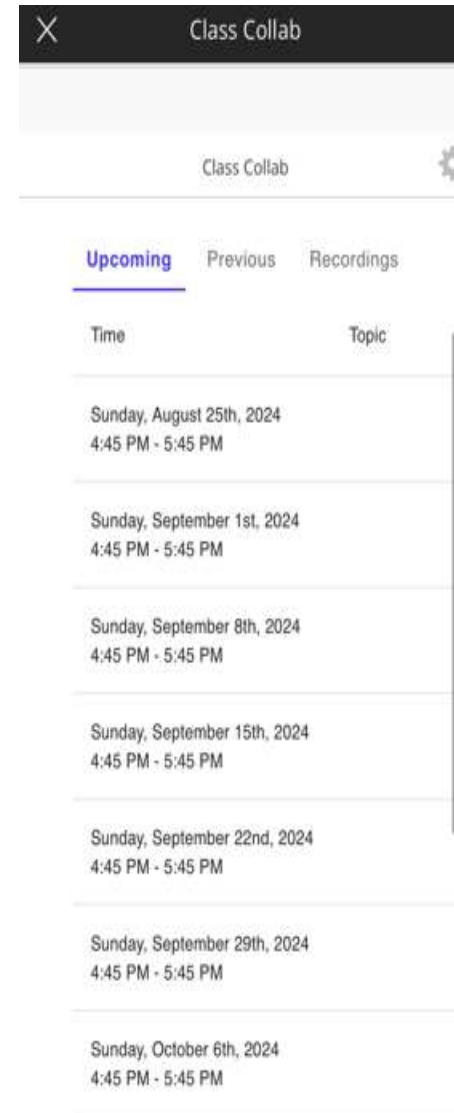 Class Collab
Class Collab
Upcoming Previous Recordings
Time Topic
Sunday, August 25th, 2024
4:45 PM - 5:45 PM
Sunday, September 1st, 2024
4:45 PM - 5:45 PM
Sunday, September 8th, 2024
4:45 PM - 5:45 PM
Sunday, September 15th, 2024
4:45 PM - 5:45 PM
Sunday, September 22nd, 2024
4:45 PM - 5:45 PM
Sunday, September 29th, 2024
4:45 PM - 5:45 PM
Sunday, October 6th, 2024
4:45 PM - 5:45 PM